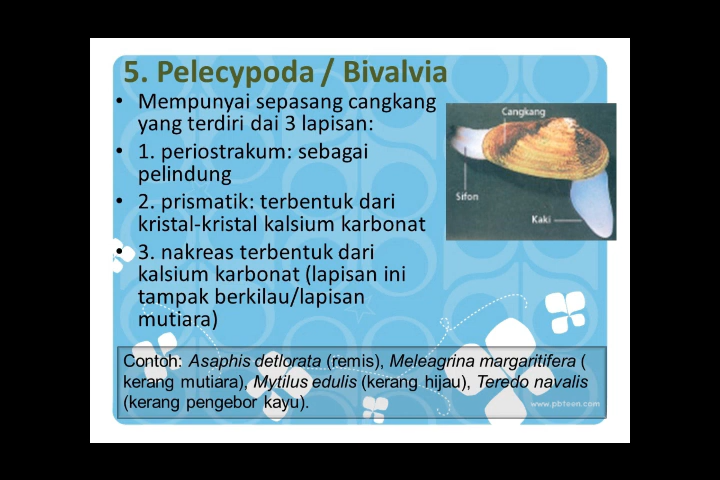 5. Pelecypoda / Bivalvia
• Mempunyai sepasang cangkang
yang terdiri dai 3 lapisan:
• 1. periostrakum: sebagai
pelindung
• 2. prismatik: terbentuk dari
kristal-kristal kalsium karbonat
• 3. nakreas terbentuk dari
kalsium karbonat (lapisan ini
tampak berkilau/lapisan
mutiara)
Cangkang
Sifon
Kaki
Contoh: Asaphis detlorata (remis), Meleagrina margaritifera (
kerang mutiara), Mytilus edulis (kerang hijau), Teredo navalis
(kerang pengebor kayu).
www.pbteen.com